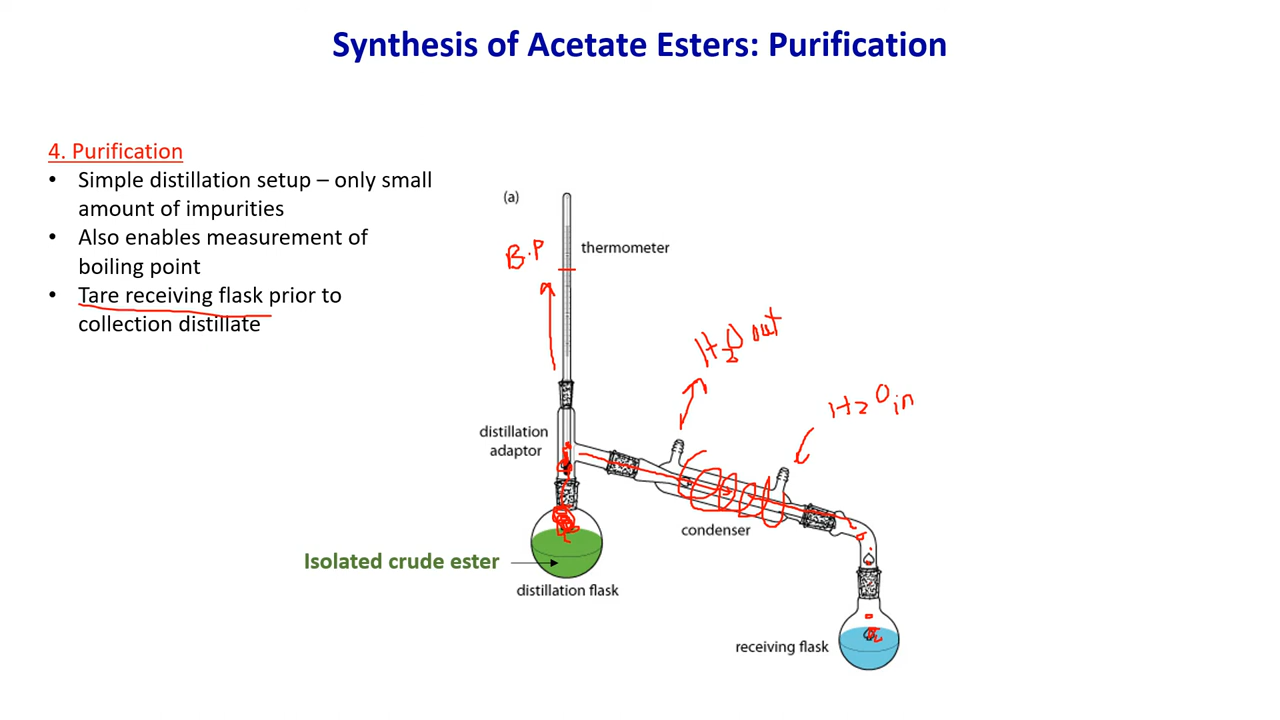 Synthesis of Acetate Esters: Purification
4. Purification
• Simple distillation setup – only small
amount of impurities
• Also enables measurement of
boiling point
• Tare receiving flask prior to
collection distillate
(a)
B.P
thermometer
H2O out
H2O in
distillation
adaptor
condenser
Isolated crude ester
distillation flask
receiving flask